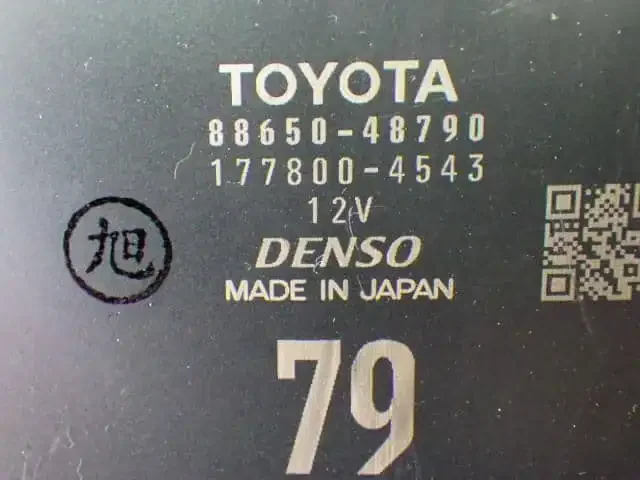 TOYOTA
88650-48790
177800-4543
12V
旭
DENSO
MADE IN JAPAN
79